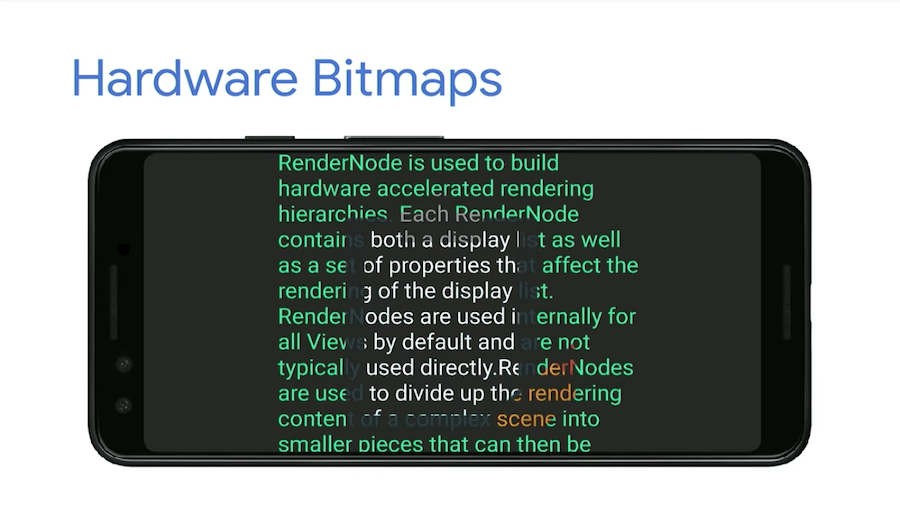 Hardware Bitmaps
RenderNode is used to build
hardware accelerated rendering
hierarchies. Each RenderNode
contains both a display list as well
as a set of properties that affect the
rendering of the display list.
RenderNodes are used internally for
all Views by default and are not
typically used directly.RenderNodes
are used to divide up the rendering
content of a complex scene into
smaller pieces that can then be